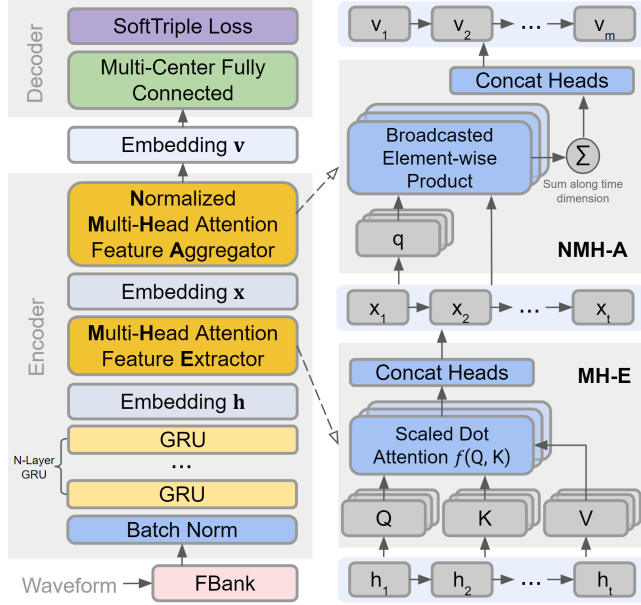 Decoder
SoftTriple Loss
Multi-Center Fully
Connected
Embedding v
Encoder
Normalized
Multi-Head Attention
Feature Aggregator
Embedding x
Multi-Head Attention
Feature Extractor
Embedding h
N-Layer
GRU
GRU
...
GRU
Batch Norm
Waveform
FBank
v1
v2
...
vm
Concat Heads
Broadcasted
Element-wise
Product
Σ
Sum along time
dimension
q
NMH-A
x1
x2
...
xt
Concat Heads
MH-E
Scaled Dot
Attention f(Q, K)
Q
K
V
h1
h2
...
ht